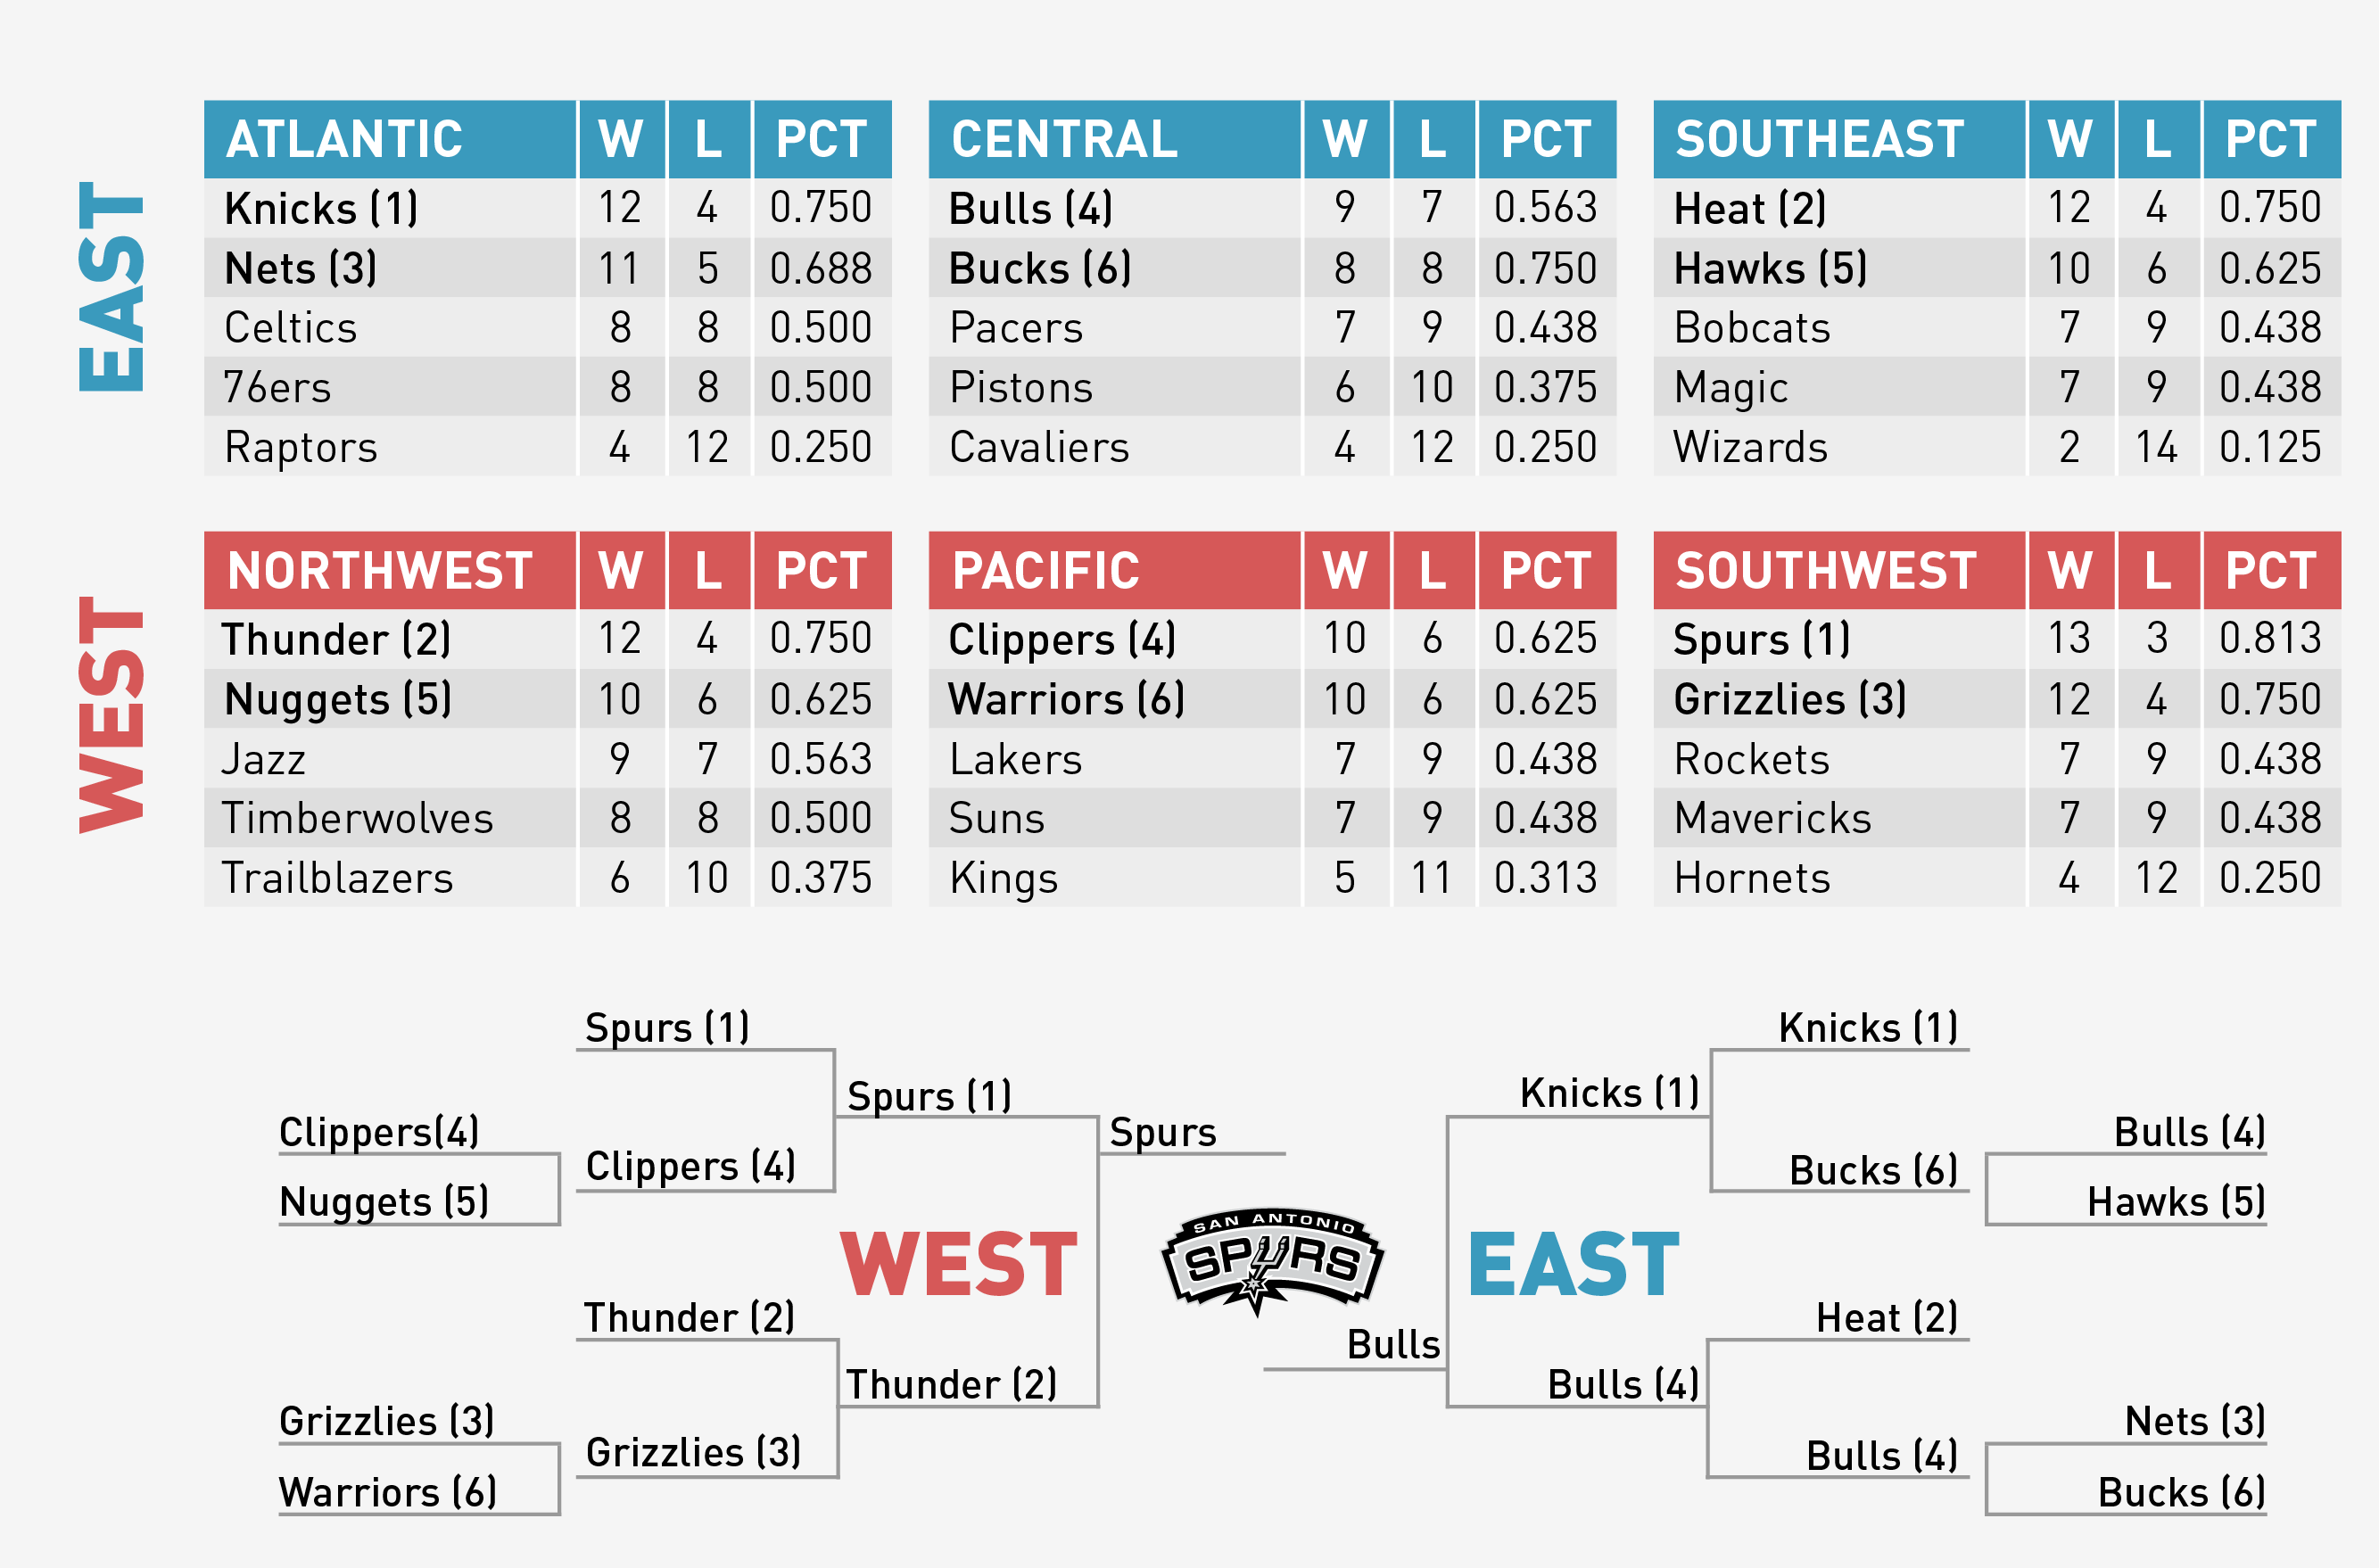 EAST
ATLANTIC W L PCT
Knicks (1) 12 4 0.750
Nets (3) 11 5 0.688
Celtics 8 8 0.500
76ers 8 8 0.500
Raptors 4 12 0.250
CENTRAL W L PCT
Bulls (4) 9 7 0.563
Bucks (6) 8 8 0.750
Pacers 7 9 0.438
Pistons 6 10 0.375
Cavaliers 4 12 0.250
SOUTHEAST W L PCT
Heat (2) 12 4 0.750
Hawks (5) 10 6 0.625
Bobcats 7 9 0.438
Magic 7 9 0.438
Wizards 2 14 0.125
WEST
NORTHWEST W L PCT
Thunder (2) 12 4 0.750
Nuggets (5) 10 6 0.625
Jazz 9 7 0.563
Timberwolves 8 8 0.500
Trailblazers 6 10 0.375
PACIFIC W L PCT
Clippers (4) 10 6 0.625
Warriors (6) 10 6 0.625
Lakers 7 9 0.438
Suns 7 9 0.438
Kings 5 11 0.313
SOUTHWEST W L PCT
Spurs (1) 13 3 0.813
Grizzlies (3) 12 4 0.750
Rockets 7 9 0.438
Mavericks 7 9 0.438
Hornets 4 12 0.250
Clippers(4)
Nuggets (5)
Grizzlies (3)
Warriors (6)
Spurs (1)
Clippers (4)
Thunder (2)
Grizzlies (3)
Spurs (1)
WEST
Thunder (2)
Spurs
SAN ANTONIO
SPURS
Bulls
Knicks (1)
EAST
Bulls (4)
Knicks (1)
Bucks (6)
Heat (2)
Bulls (4)
Bulls (4)
Hawks (5)
Nets (3)
Bucks (6)